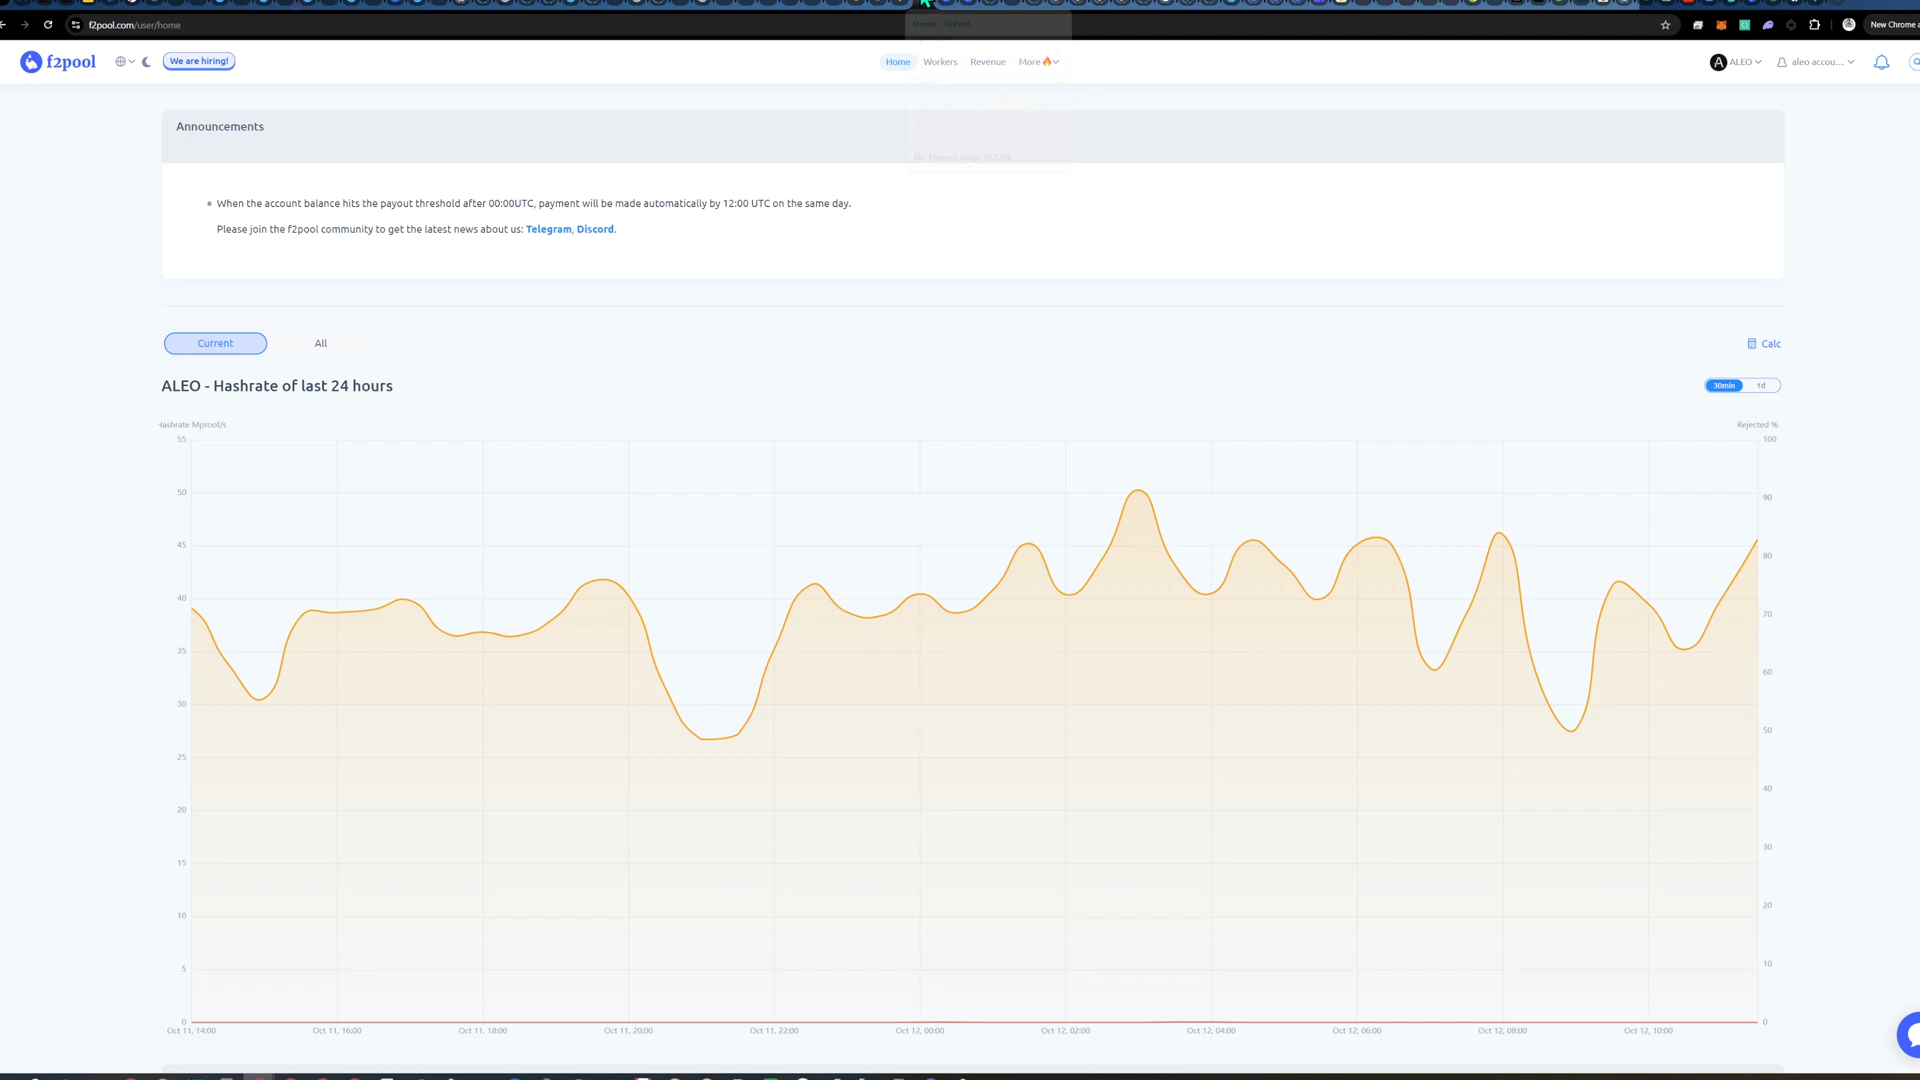 f2pool.com/user/home
New Chrome a
f2pool
We are hiring!
Home
Workers
Revenue
More
ALEO
aleo accou...
Home - F2Pool
Announcements
When the account balance hits the payout threshold after 00:00UTC, payment will be made automatically by 12:00 UTC on the same day.
Please join the f2pool community to get the latest news about us: Telegram, Discord.
Current
All
Calc
ALEO - Hashrate of last 24 hours
30min
1d
Hashrate Mproof/s
Rejected %
55
50
45
40
35
30
25
20
15
10
5
0
100
90
80
70
60
50
40
30
20
10
0
Oct 11, 14:00
Oct 11, 16:00
Oct 11, 18:00
Oct 11, 20:00
Oct 11, 22:00
Oct 12, 00:00
Oct 12, 02:00
Oct 12, 04:00
Oct 12, 06:00
Oct 12, 08:00
Oct 12, 10:00